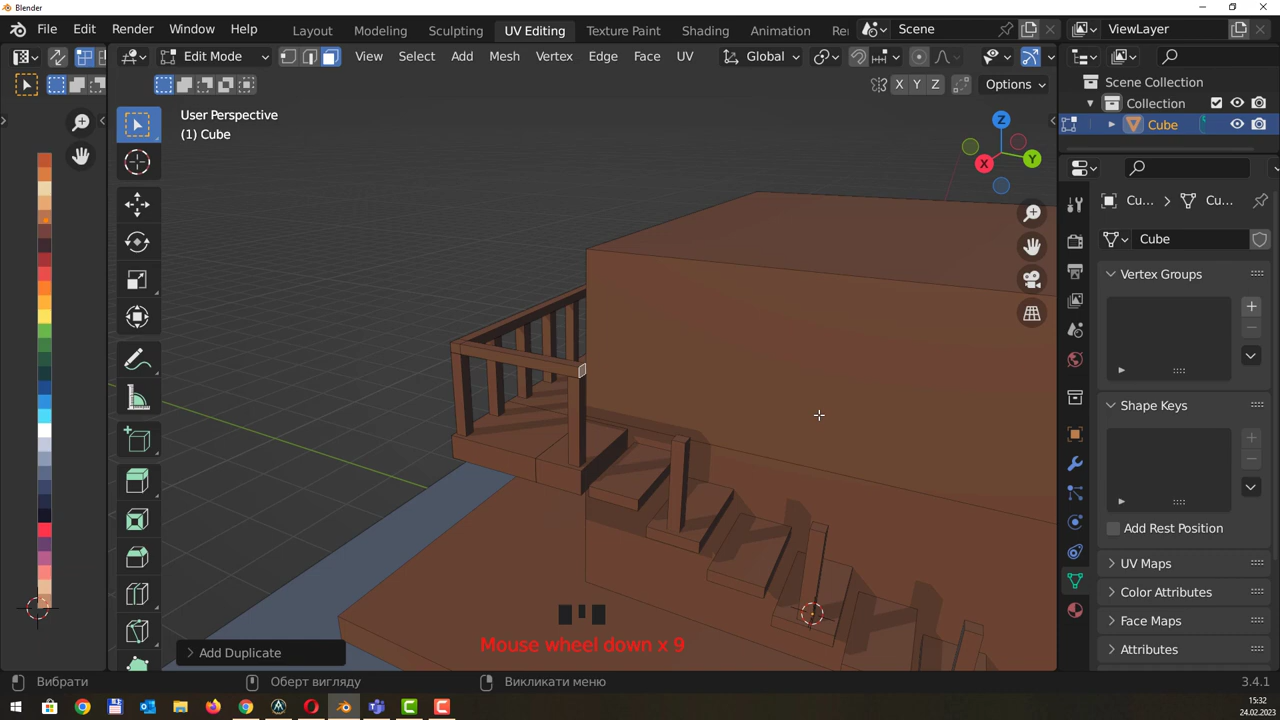 Blender
File Edit Render Window Help Layout Modeling Sculpting UV Editing Texture Paint Shading Animation Re Scene ViewLayer
Edit Mode View Select Add Mesh Vertex Edge Face UV Global
X Y Z Options
User Perspective
(1) Cube
Z
Y
X
Scene Collection
Collection
Cube
Cu... Cu...
Cube
Vertex Groups
Shape Keys
Add Rest Position
UV Maps
Color Attributes
Face Maps
Attributes
Mouse wheel down x 9
Add Duplicate
Вибрати Оберт вигляду Викликати меню 3.4.1
15:32
24.02.2023